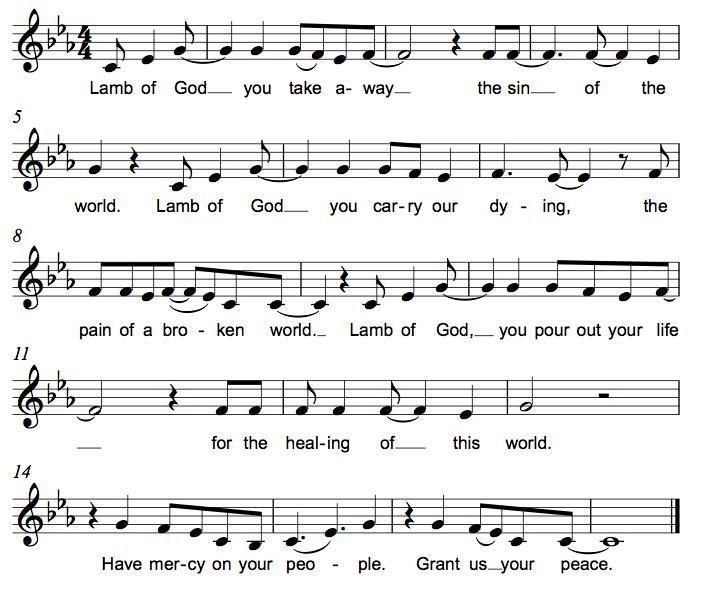 Lamb of God you take a- way the sin of the
5
world. Lamb of God you car-ry our dy - ing, the
8
pain of a bro - ken world. Lamb of God, you pour out your life
11
for the heal-ing of this world.
14
Have mer-cy on your peo - ple. Grant us your peace.